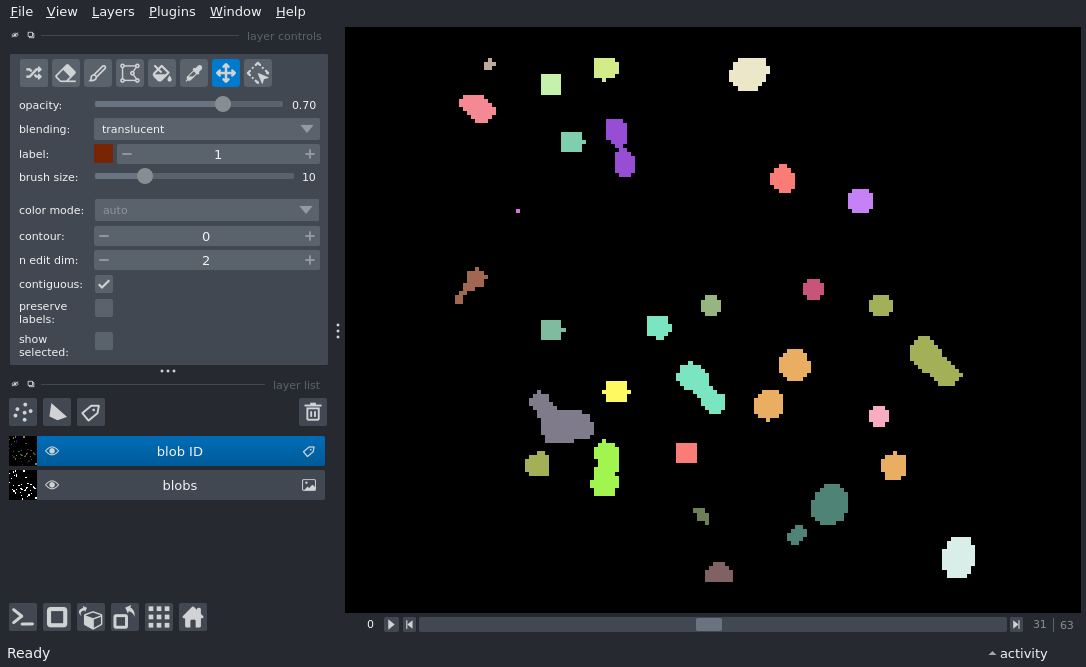 File View Layers Plugins Window Help
layer controls
opacity: 0.70
blending: translucent
label: 1
brush size: 10
color mode: auto
contour: 0
n edit dim: 2
contiguous:
preserve
labels:
show
selected:
layer list
blob ID
blobs
0 31 63
Ready activity